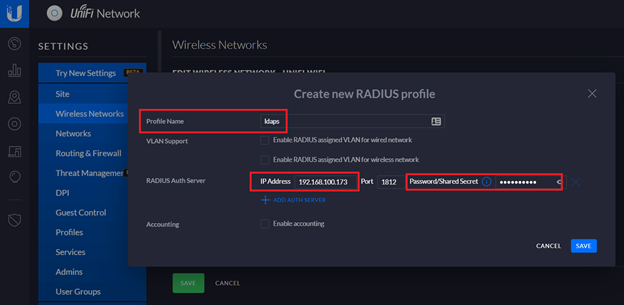 UniFi Network
SETTINGS
Wireless Networks
Try New Settings BETA
Site
Wireless Networks
Networks
Routing & Firewall
Threat Managemen
DPI
Guest Control
Profiles
Services
Admins
User Groups
EDIT WIRELESS NETWORK - UNIFI WIFI
Create new RADIUS profile
Profile Name ldaps
VLAN Support Enable RADIUS assigned VLAN for wired network
Enable RADIUS assigned VLAN for wireless network
RADIUS Auth Server IP Address 192.168.100.173 Port 1812 Password/Shared Secret ••••••••••
ADD AUTH SERVER
Accounting Enable accounting
CANCEL SAVE
SAVE CANCEL